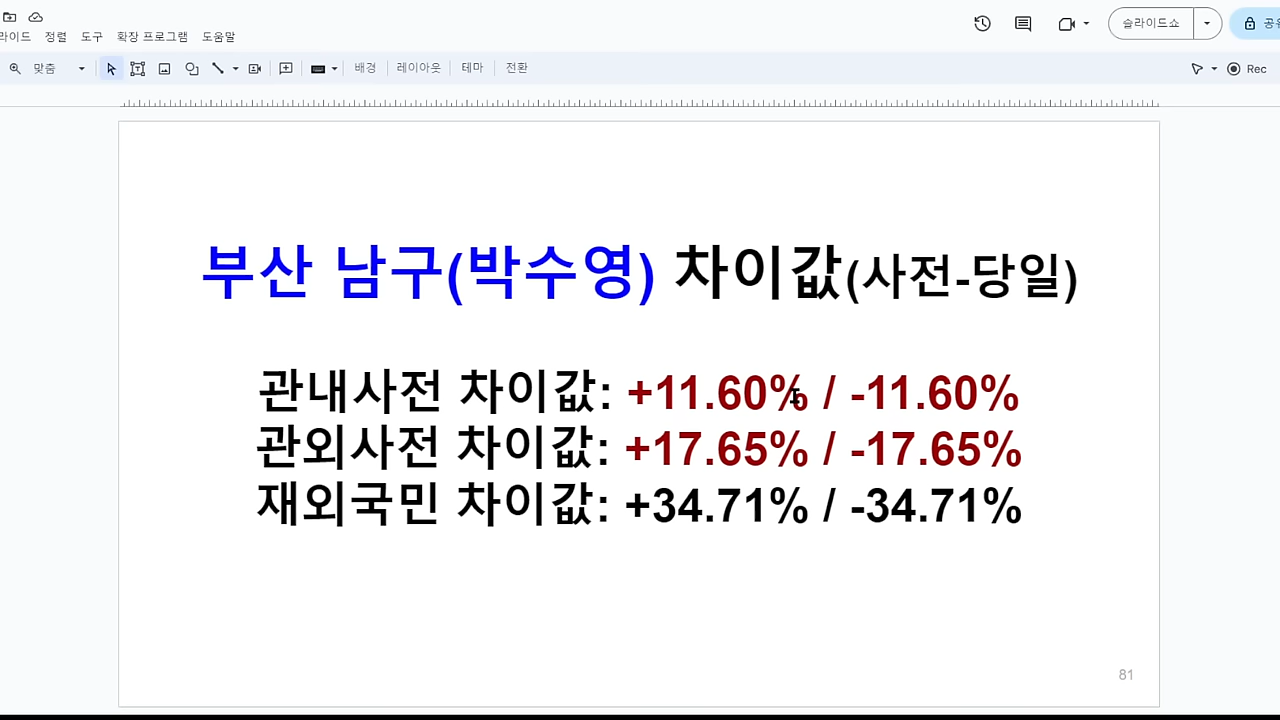 라이드 정렬 도구 확장 프로그램 도움말
슬라이드쇼
맞춤 배경 레이아웃 테마 전환 Rec
부산 남구(박수영) 차이값(사전-당일)
관내사전 차이값: +11.60% / -11.60%
관외사전 차이값: +17.65% / -17.65%
재외국민 차이값: +34.71% / -34.71%
81